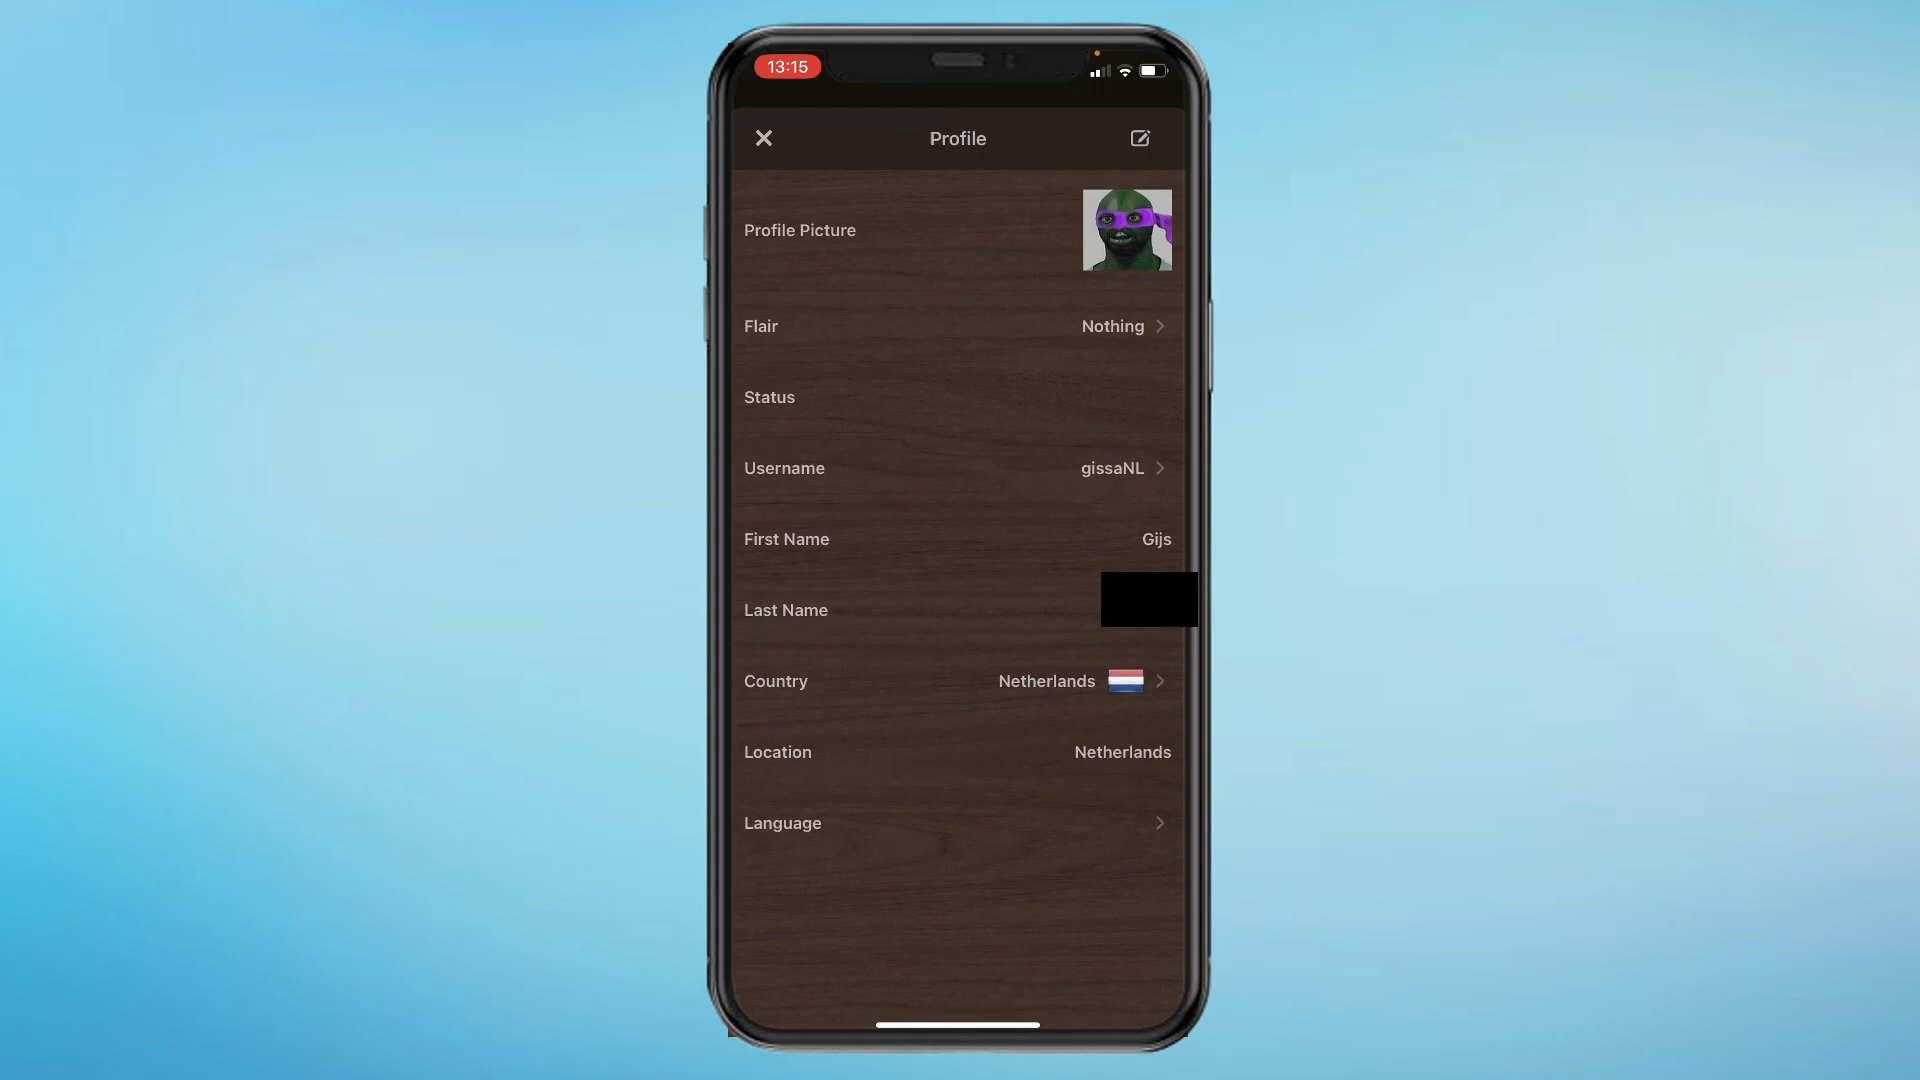 13:15
Profile
Profile Picture
Flair Nothing
Status
Username gissaNL
First Name Gijs
Last Name
Country Netherlands
Location Netherlands
Language